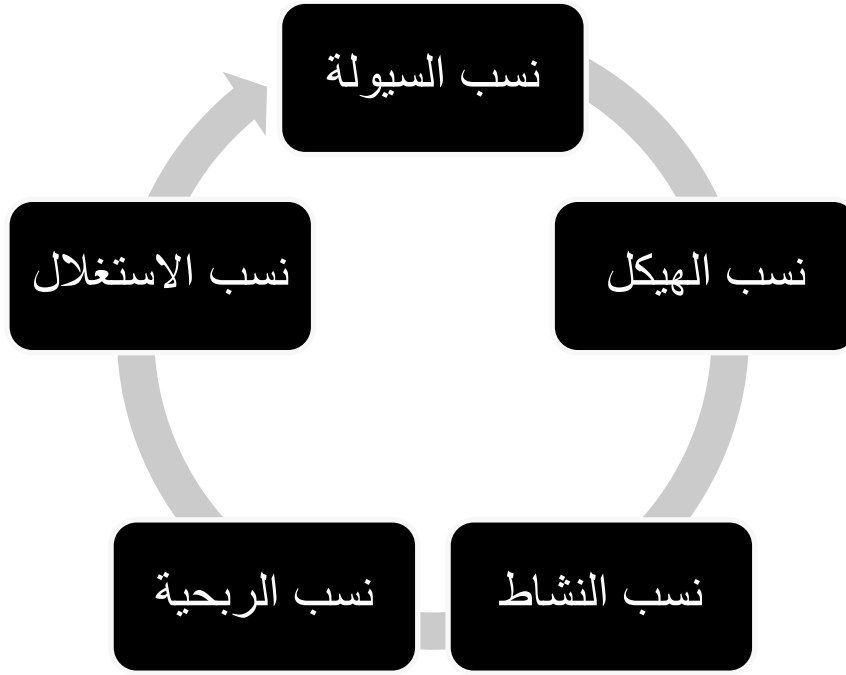 نسب السيولة
نسب الهيكل
نسب النشاط
نسب الربحية
نسب الاستغلال